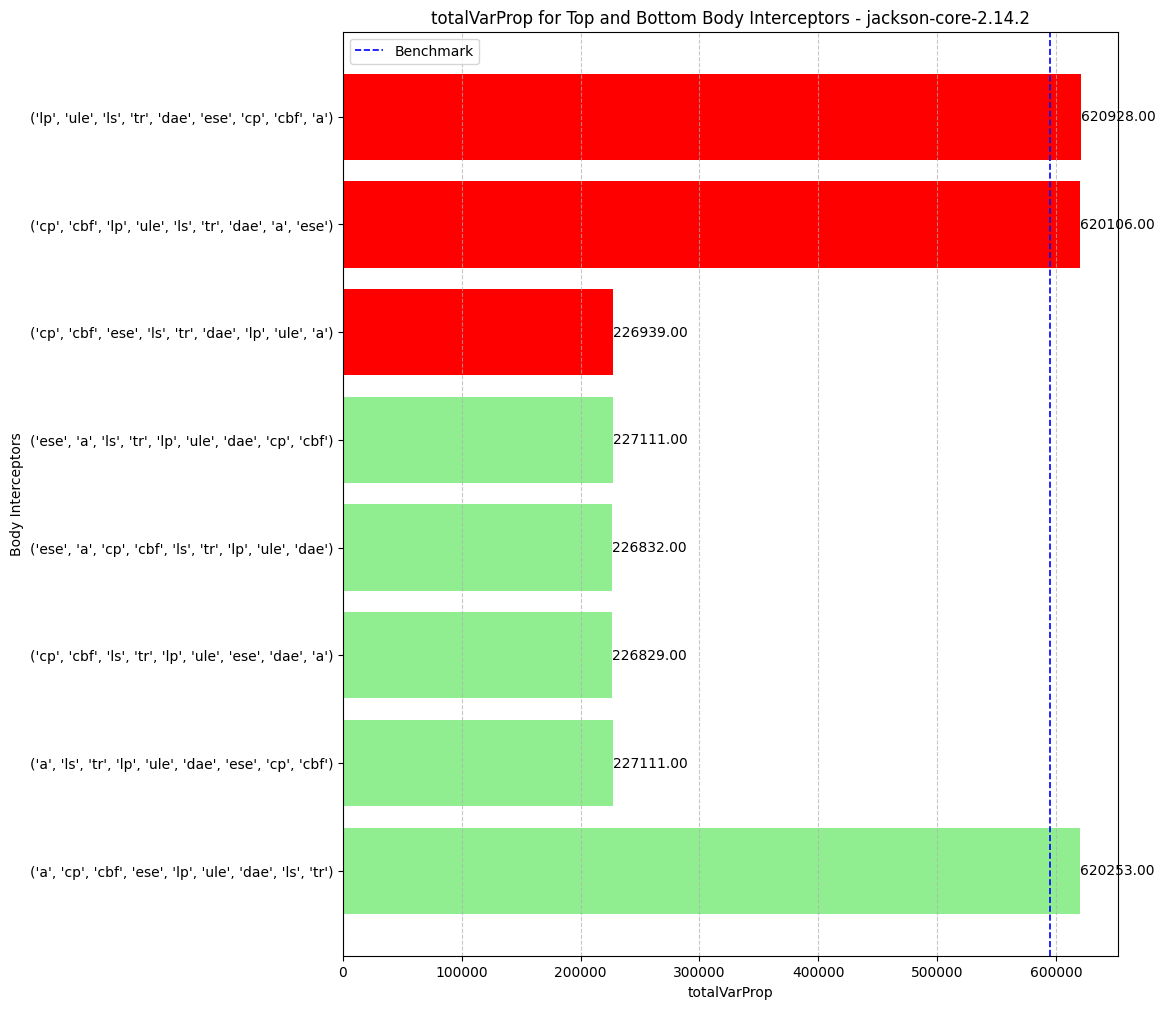 totalVarProp for Top and Bottom Body Interceptors - jackson-core-2.14.2
Benchmark
('lp', 'ule', 'ls', 'tr', 'dae', 'ese', 'cp', 'cbf', 'a')
620928.00
('cp', 'cbf', 'lp', 'ule', 'ls', 'tr', 'dae', 'a', 'ese')
620106.00
('cp', 'cbf', 'ese', 'ls', 'tr', 'dae', 'lp', 'ule', 'a')
226939.00
('ese', 'a', 'ls', 'tr', 'lp', 'ule', 'dae', 'cp', 'cbf')
227111.00
('ese', 'a', 'cp', 'cbf', 'ls', 'tr', 'lp', 'ule', 'dae')
226832.00
('cp', 'cbf', 'ls', 'tr', 'lp', 'ule', 'ese', 'dae', 'a')
226829.00
('a', 'ls', 'tr', 'lp', 'ule', 'dae', 'ese', 'cp', 'cbf')
227111.00
('a', 'cp', 'cbf', 'ese', 'lp', 'ule', 'dae', 'ls', 'tr')
620253.00
Body Interceptors
0 100000 200000 300000 400000 500000 600000
totalVarProp